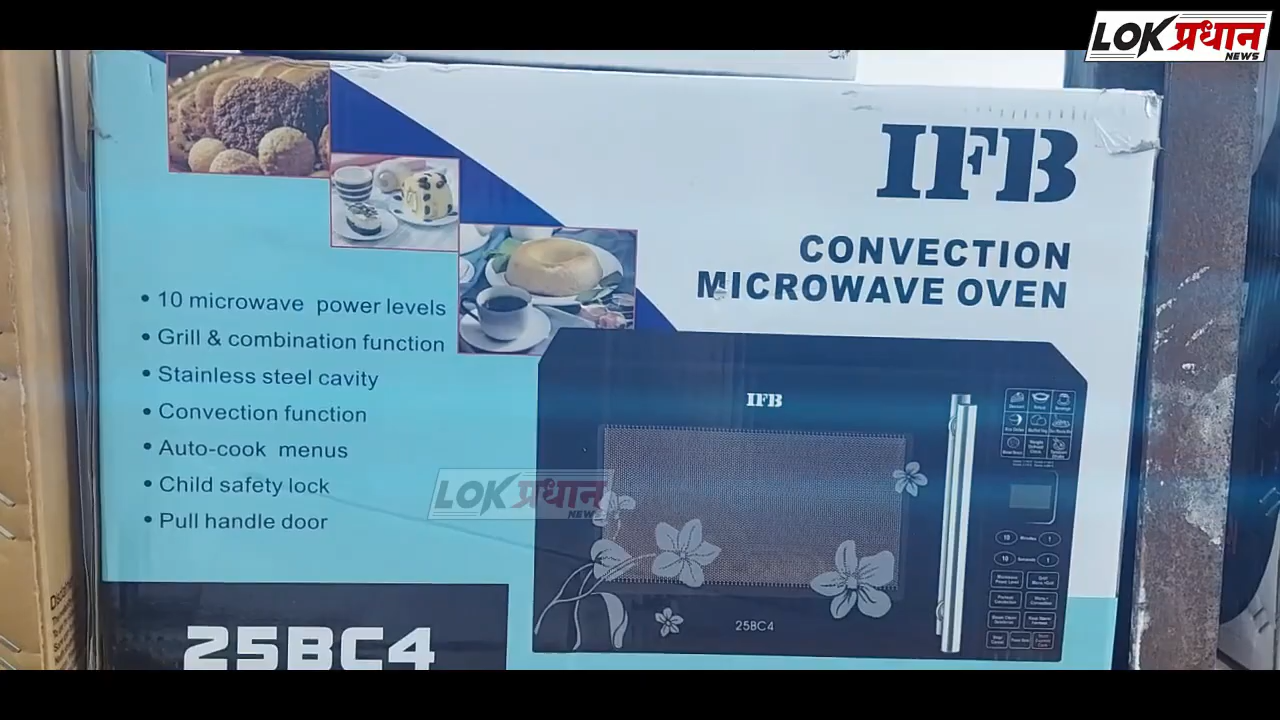 LOK प्रधान
NEWS
IFB
CONVECTION
MICROWAVE OVEN
• 10 microwave power levels
• Grill & combination function
• Stainless steel cavity
• Convection function
• Auto-cook menus
• Child safety lock
• Pull handle door
25BC4
IFB
25BC4
LOK प्रधान
NEWS